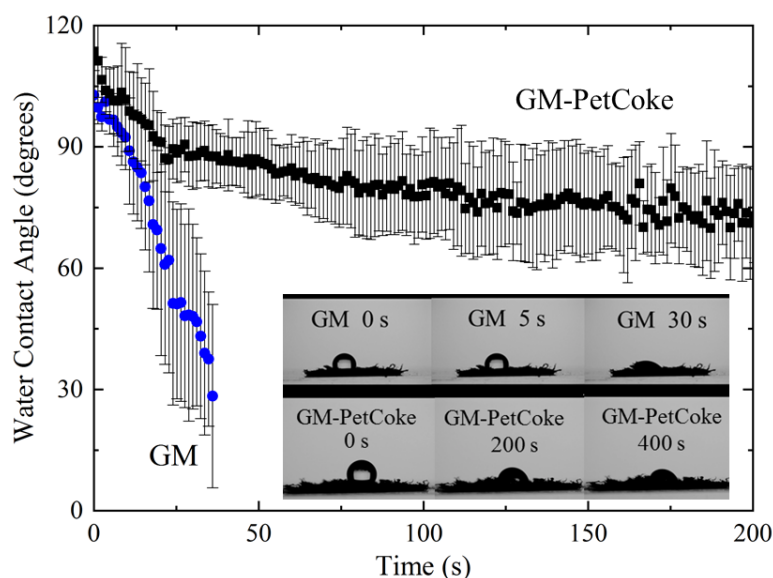 120
90
60
30
0
Water Contact Angle (degrees)
GM-PetCoke
GM
GM 0 s
GM 5 s
GM 30 s
GM-PetCoke
0 s
GM-PetCoke
200 s
GM-PetCoke
400 s
0
50
100
150
200
Time (s)